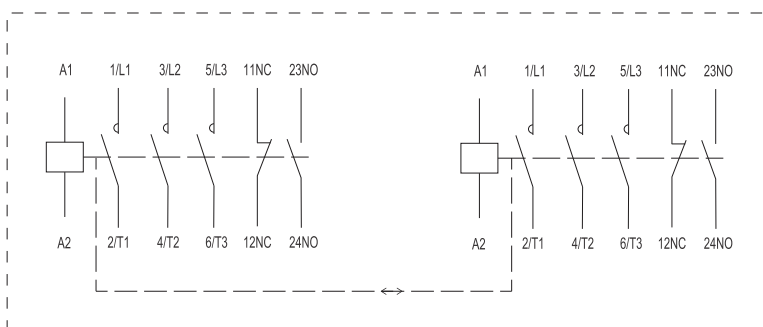 A1 1/L1 3/L2 5/L3 11NC 23NO A1 1/L1 3/L2 5/L3 11NC 23NO
A2 2/T1 4/T2 6/T3 12NC 24NO A2 2/T1 4/T2 6/T3 12NC 24NO